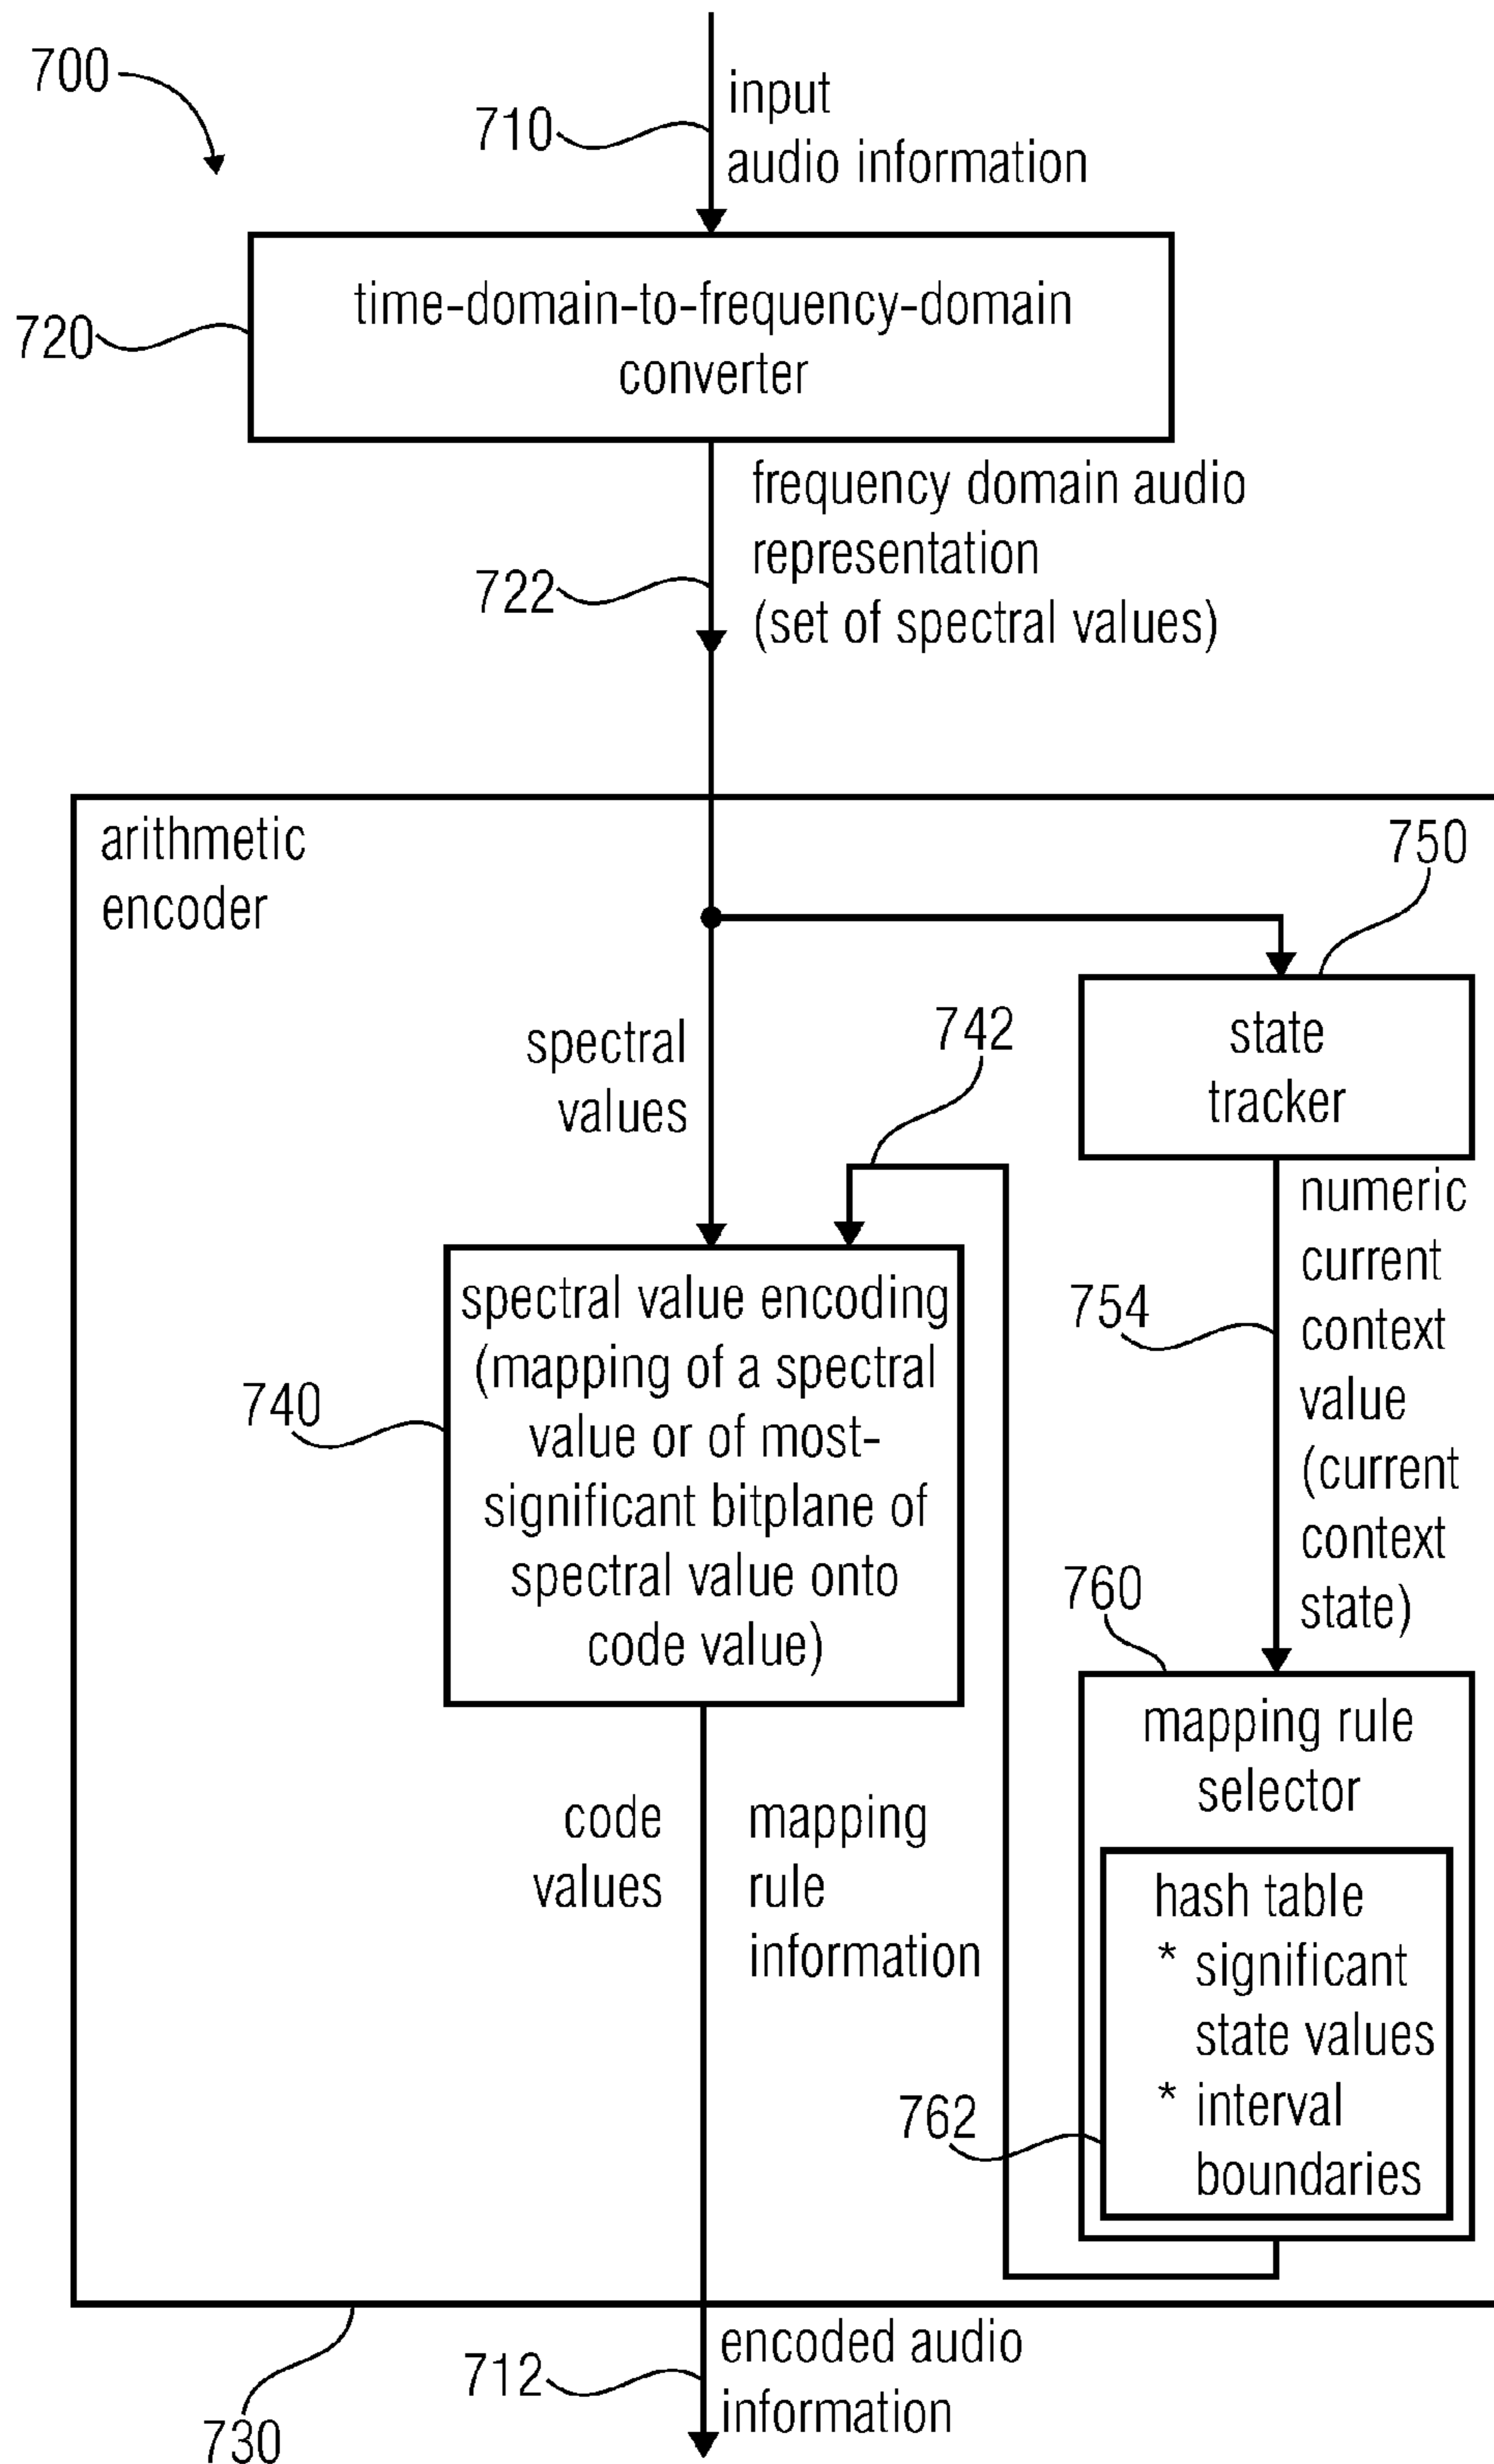 700
710
input
audio information
720
time-domain-to-frequency-domain
converter
722
frequency domain audio
representation
(set of spectral values)
arithmetic
encoder
750
spectral
values
742
state
tracker
numeric
current
context
value
(current
context
state)
754
740
spectral value encoding
(mapping of a spectral
value or of most-
significant bitplane of
spectral value onto
code value)
760
mapping rule
selector
code
values
mapping
rule
information
hash table
* significant
state values
* interval
boundaries
762
712
encoded audio
information
730